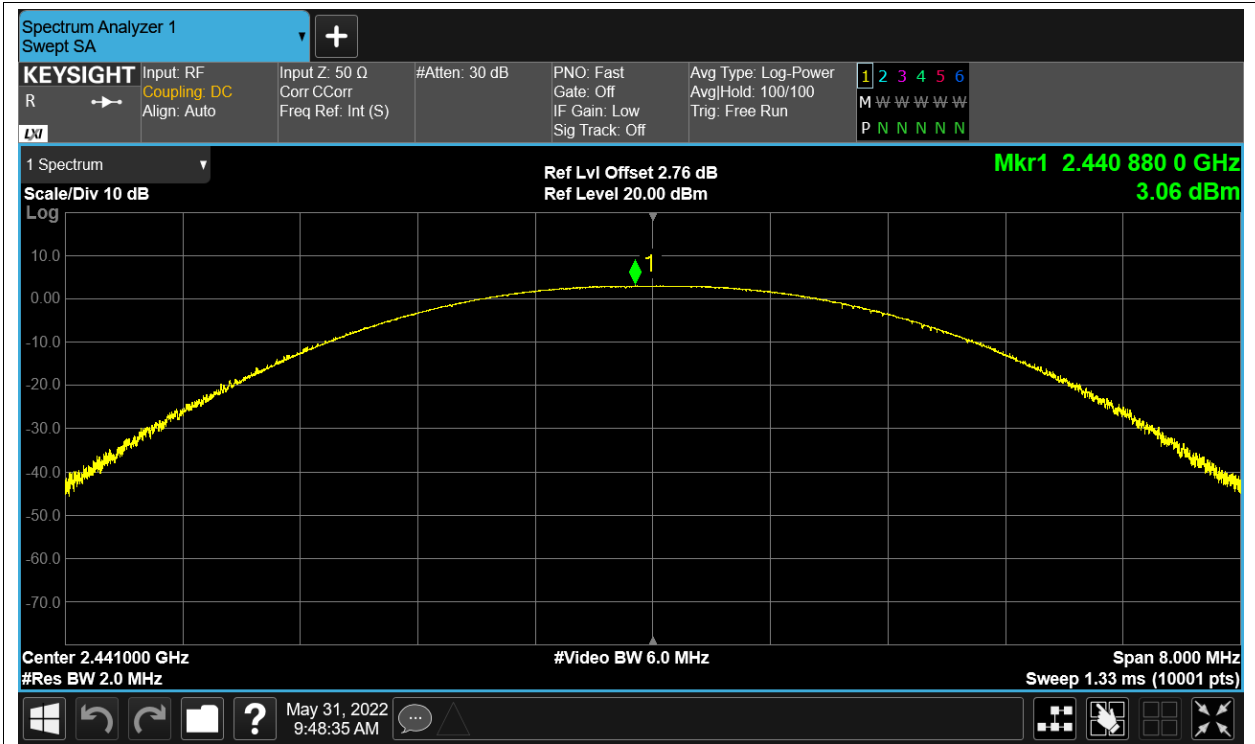 Spectrum Analyzer 1
Swept SA
+
KEYSIGHT
R
LXI
Input: RF
Coupling: DC
Align: Auto
Input Z: 50 Ω
Corr CCorr
Freq Ref: Int (S)
#Atten: 30 dB
PNO: Fast
Gate: Off
IF Gain: Low
Sig Track: Off
Avg Type: Log-Power
Avg|Hold: 100/100
Trig: Free Run
1 2 3 4 5 6
M W W W W W
P N N N N N
1 Spectrum
Scale/Div 10 dB
Log
Ref Lvl Offset 2.76 dB
Ref Level 20.00 dBm
Mkr1 2.440 880 0 GHz
3.06 dBm
1
10.0
0.00
-10.0
-20.0
-30.0
-40.0
-50.0
-60.0
-70.0
Center 2.441000 GHz
#Res BW 2.0 MHz
#Video BW 6.0 MHz
Span 8.000 MHz
Sweep 1.33 ms (10001 pts)
?
May 31, 2022
9:48:35 AM